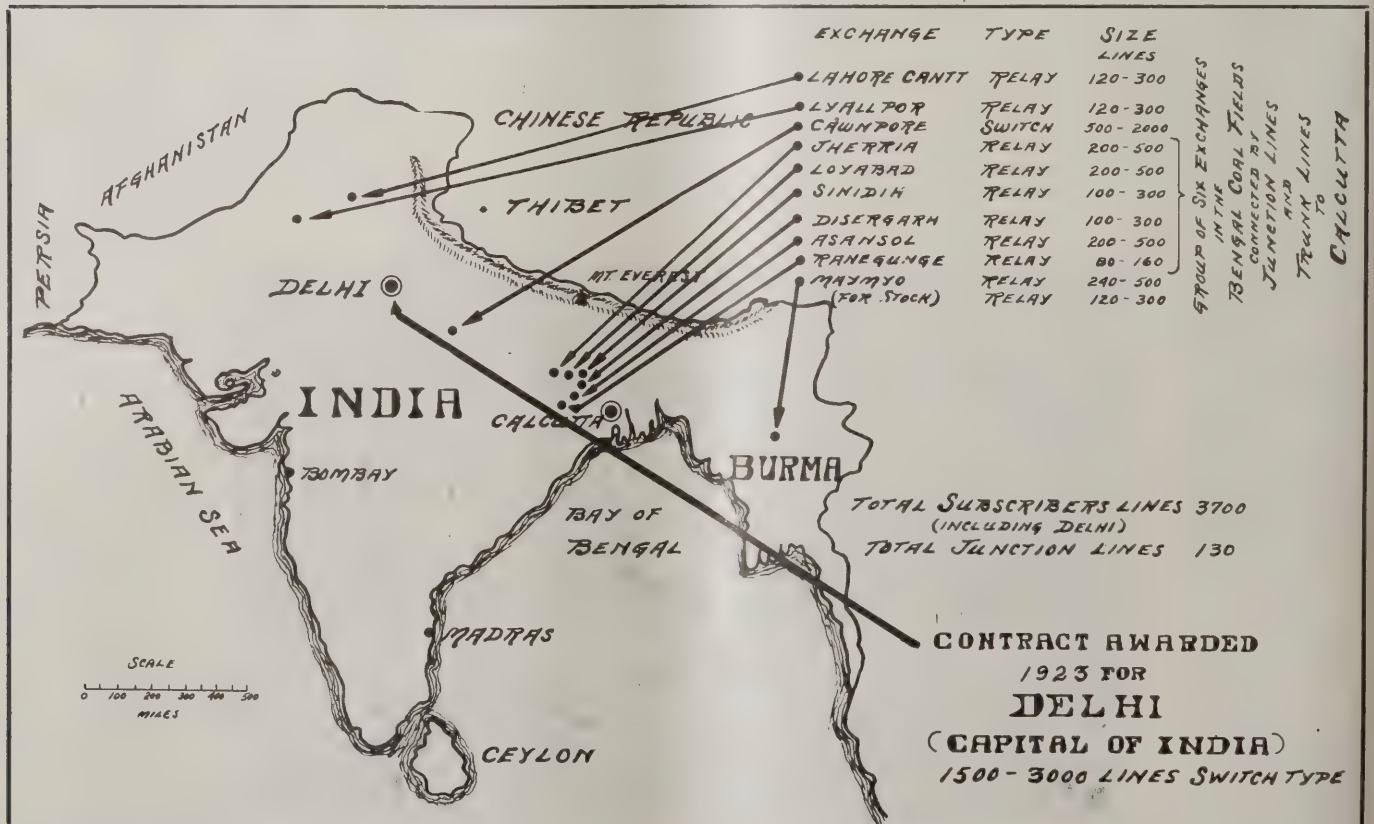 EXCHANGE TYPE SIZE
LINES
LAHORE CANTT RELAY 120-300
LYALLPOR RELAY 120-300
CAWNPORE SWITCH 500-2000
JHERRIA RELAY 200-500
LOYABAD RELAY 200-500
SINIDIH RELAY 100-300
DISERGARH RELAY 100-300
ASANSOL RELAY 200-500
RANEGUNGE RELAY 80-160
MAYMYO RELAY 240-500
(FOR STOCK) RELAY 120-300
GROUP OF SIX EXCHANGES
IN THE
BENGAL COAL FIELDS
CONNECTED BY
JUNCTION LINES
AND
TRUNK LINES
TO
CALCUTTA
AFGHANISTAN
CHINESE REPUBLIC
PERSIA
THIBET
MT. EVEREST
DELHI
INDIA
CALCUTTA
ARABIAN SEA
BOMBAY
BURMA
BAY OF
BENGAL
TOTAL SUBSCRIBERS LINES 3700
(INCLUDING DELHI)
TOTAL JUNCTION LINES 130
MADRAS
SCALE
0 100 200 300 400 500
MILES
CEYLON
CONTRACT AWARDED
1923 FOR
DELHI
(CAPITAL OF INDIA)
1500-3000 LINES SWITCH TYPE